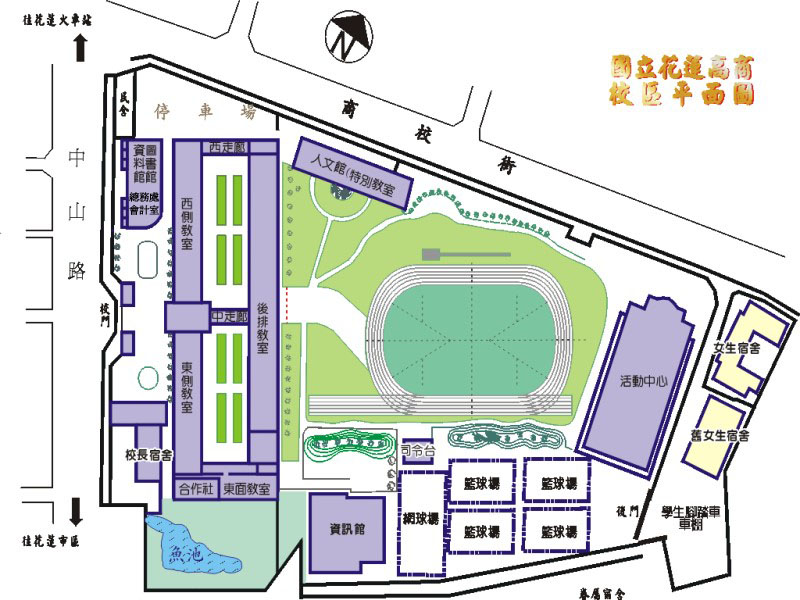 往花蓮火車站
N
國立花蓮高商
校區平面圖
民舍
停車場
商校街
中山路
圖書館
資料館
總務處
會計室
西走廊
人文館(特別教室
西側教室
後排教室
中走廊
校門
東側教室
活動中心
女生宿舍
舊女生宿舍
校長宿舍
司令台
合作社
東面教室
網球場
籃球場
籃球場
籃球場
籃球場
資訊館
後門
學生腳踏車
車棚
魚池
往花蓮市區
眷屬宿舍